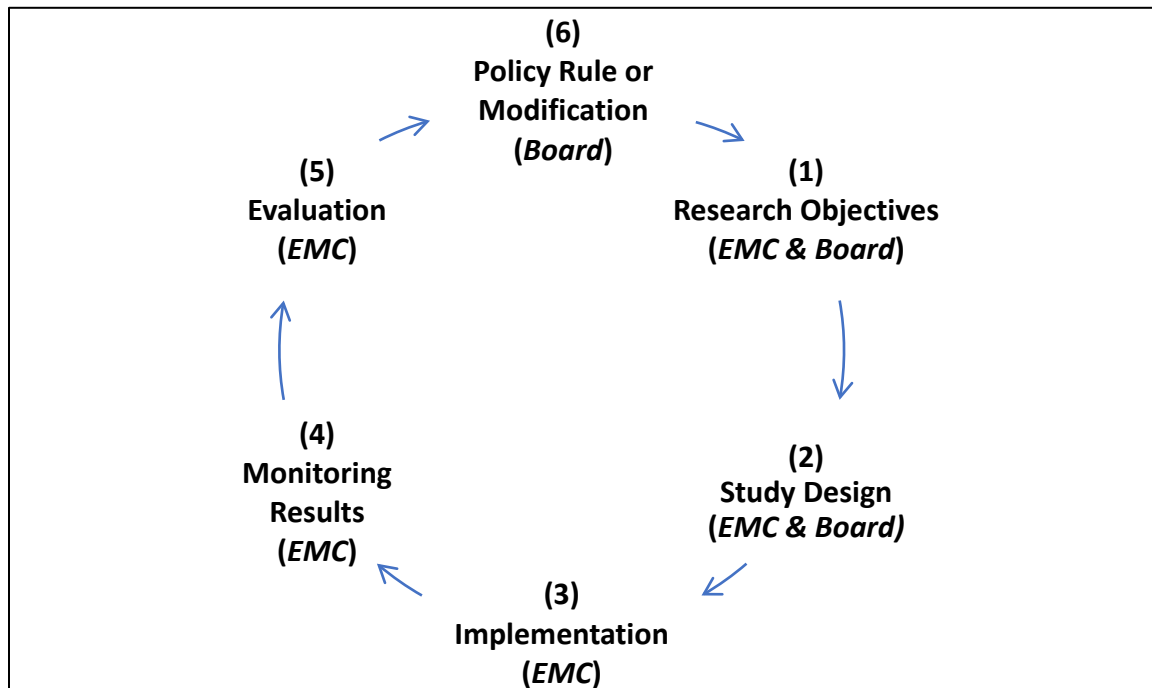 (6)
Policy Rule or
Modification
(Board)
(1)
Research Objectives
(EMC & Board)
(2)
Study Design
(EMC & Board)
(3)
Implementation
(EMC)
(4)
Monitoring
Results
(EMC)
(5)
Evaluation
(EMC)